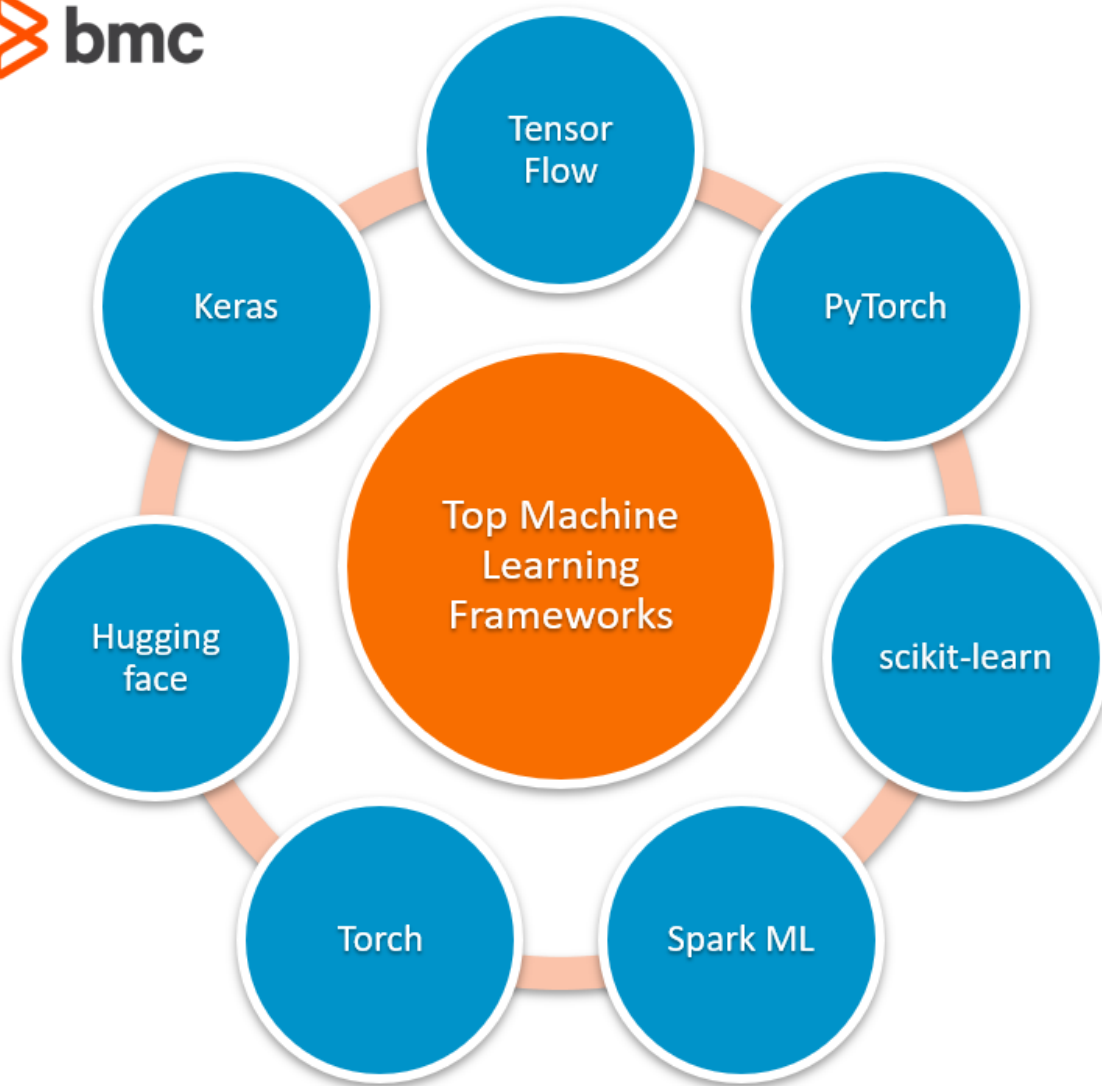 bmc
Tensor
Flow
PyTorch
scikit-learn
Spark ML
Torch
Hugging
face
Keras
Top Machine
Learning
Frameworks